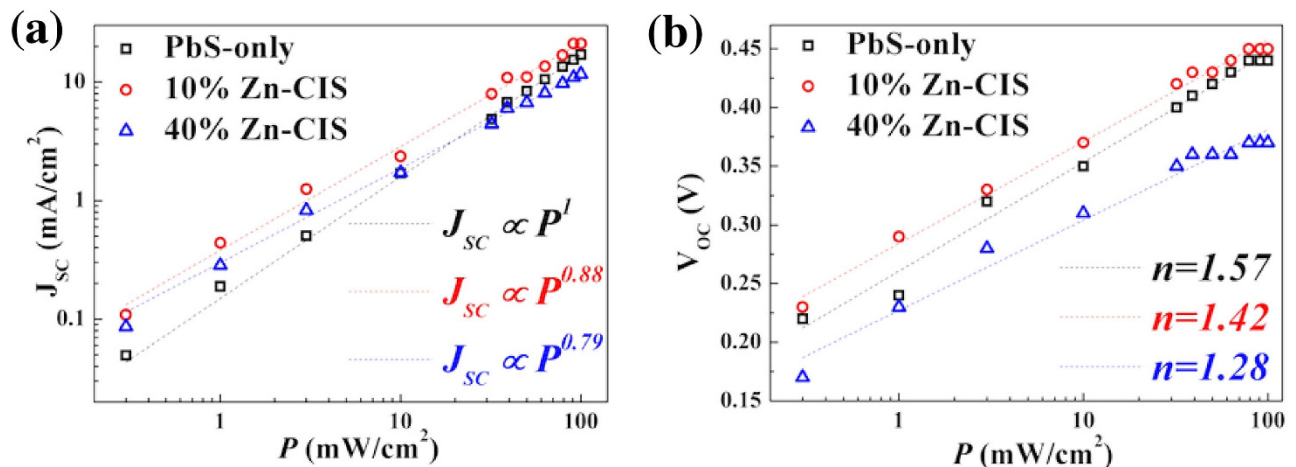 (a)
PbS-only
10% Zn-CIS
40% Zn-CIS
10
1
0.1
J_SC (mA/cm²)
J_SC ∝ P^1
J_SC ∝ P^0.88
J_SC ∝ P^0.79
1
10
100
P (mW/cm²)
(b)
PbS-only
10% Zn-CIS
40% Zn-CIS
0.45
0.40
0.35
0.30
0.25
0.20
0.15
V_OC (V)
n=1.57
n=1.42
n=1.28
1
10
100
P (mW/cm²)